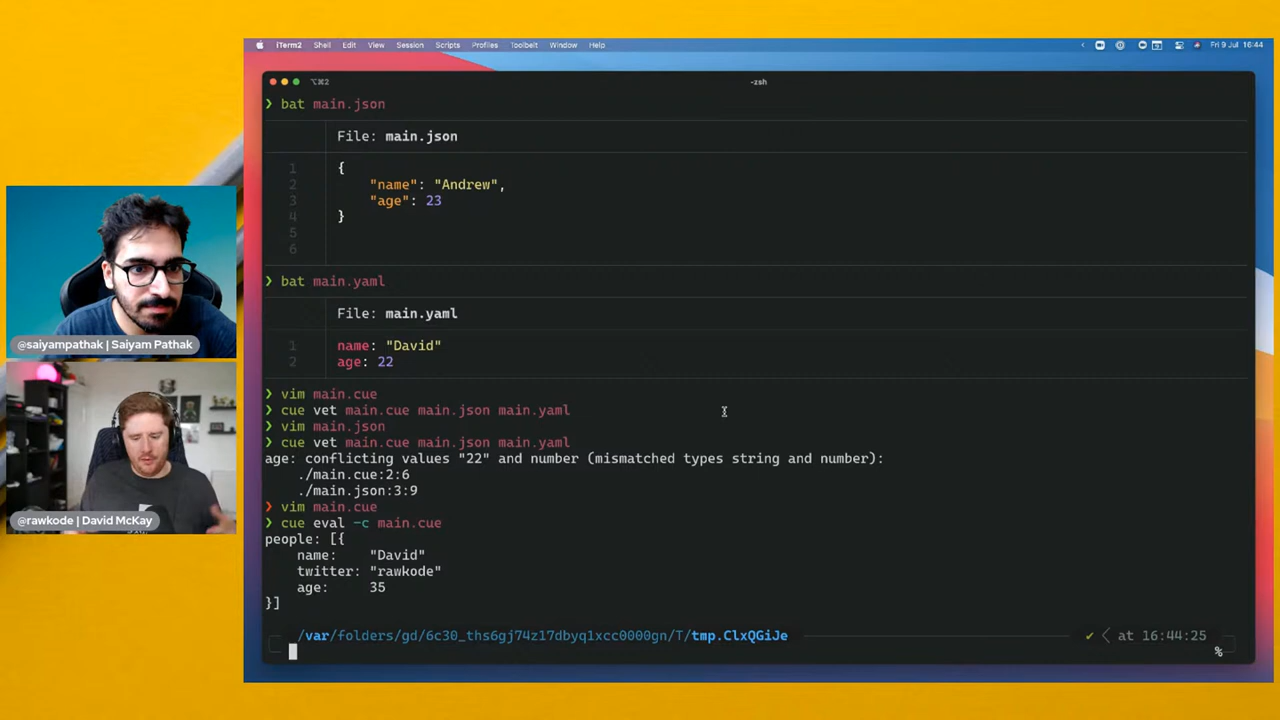 iTerm2 Shell Edit View Session Scripts Profiles Toolbelt Window Help
Fri 9 Jul 16:44
⌥⌘2
-zsh
❯ bat main.json
File: main.json
1 {
2 "name": "Andrew",
3 "age": 23
4 }
5
6
❯ bat main.yaml
File: main.yaml
1 name: "David"
2 age: 22
❯ vim main.cue
❯ cue vet main.cue main.json main.yaml
❯ vim main.json
❯ cue vet main.cue main.json main.yaml
age: conflicting values "22" and number (mismatched types string and number):
./main.cue:2:6
./main.json:3:9
❯ vim main.cue
❯ cue eval -c main.cue
people: [{
name: "David"
twitter: "rawkode"
age: 35
}]
/var/folders/gd/6c30_ths6gj74z17dbyq1xcc0000gn/T/tmp.ClxQGiJe
✔ at 16:44:25
%
@saiyampathak | Saiyam Pathak
@rawkode | David McKay